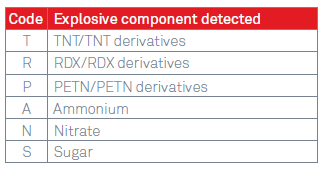 Code Explosive component detected
T TNT/TNT derivatives
R RDX/RDX derivatives
P PETN/PETN derivatives
A Ammonium
N Nitrate
S Sugar